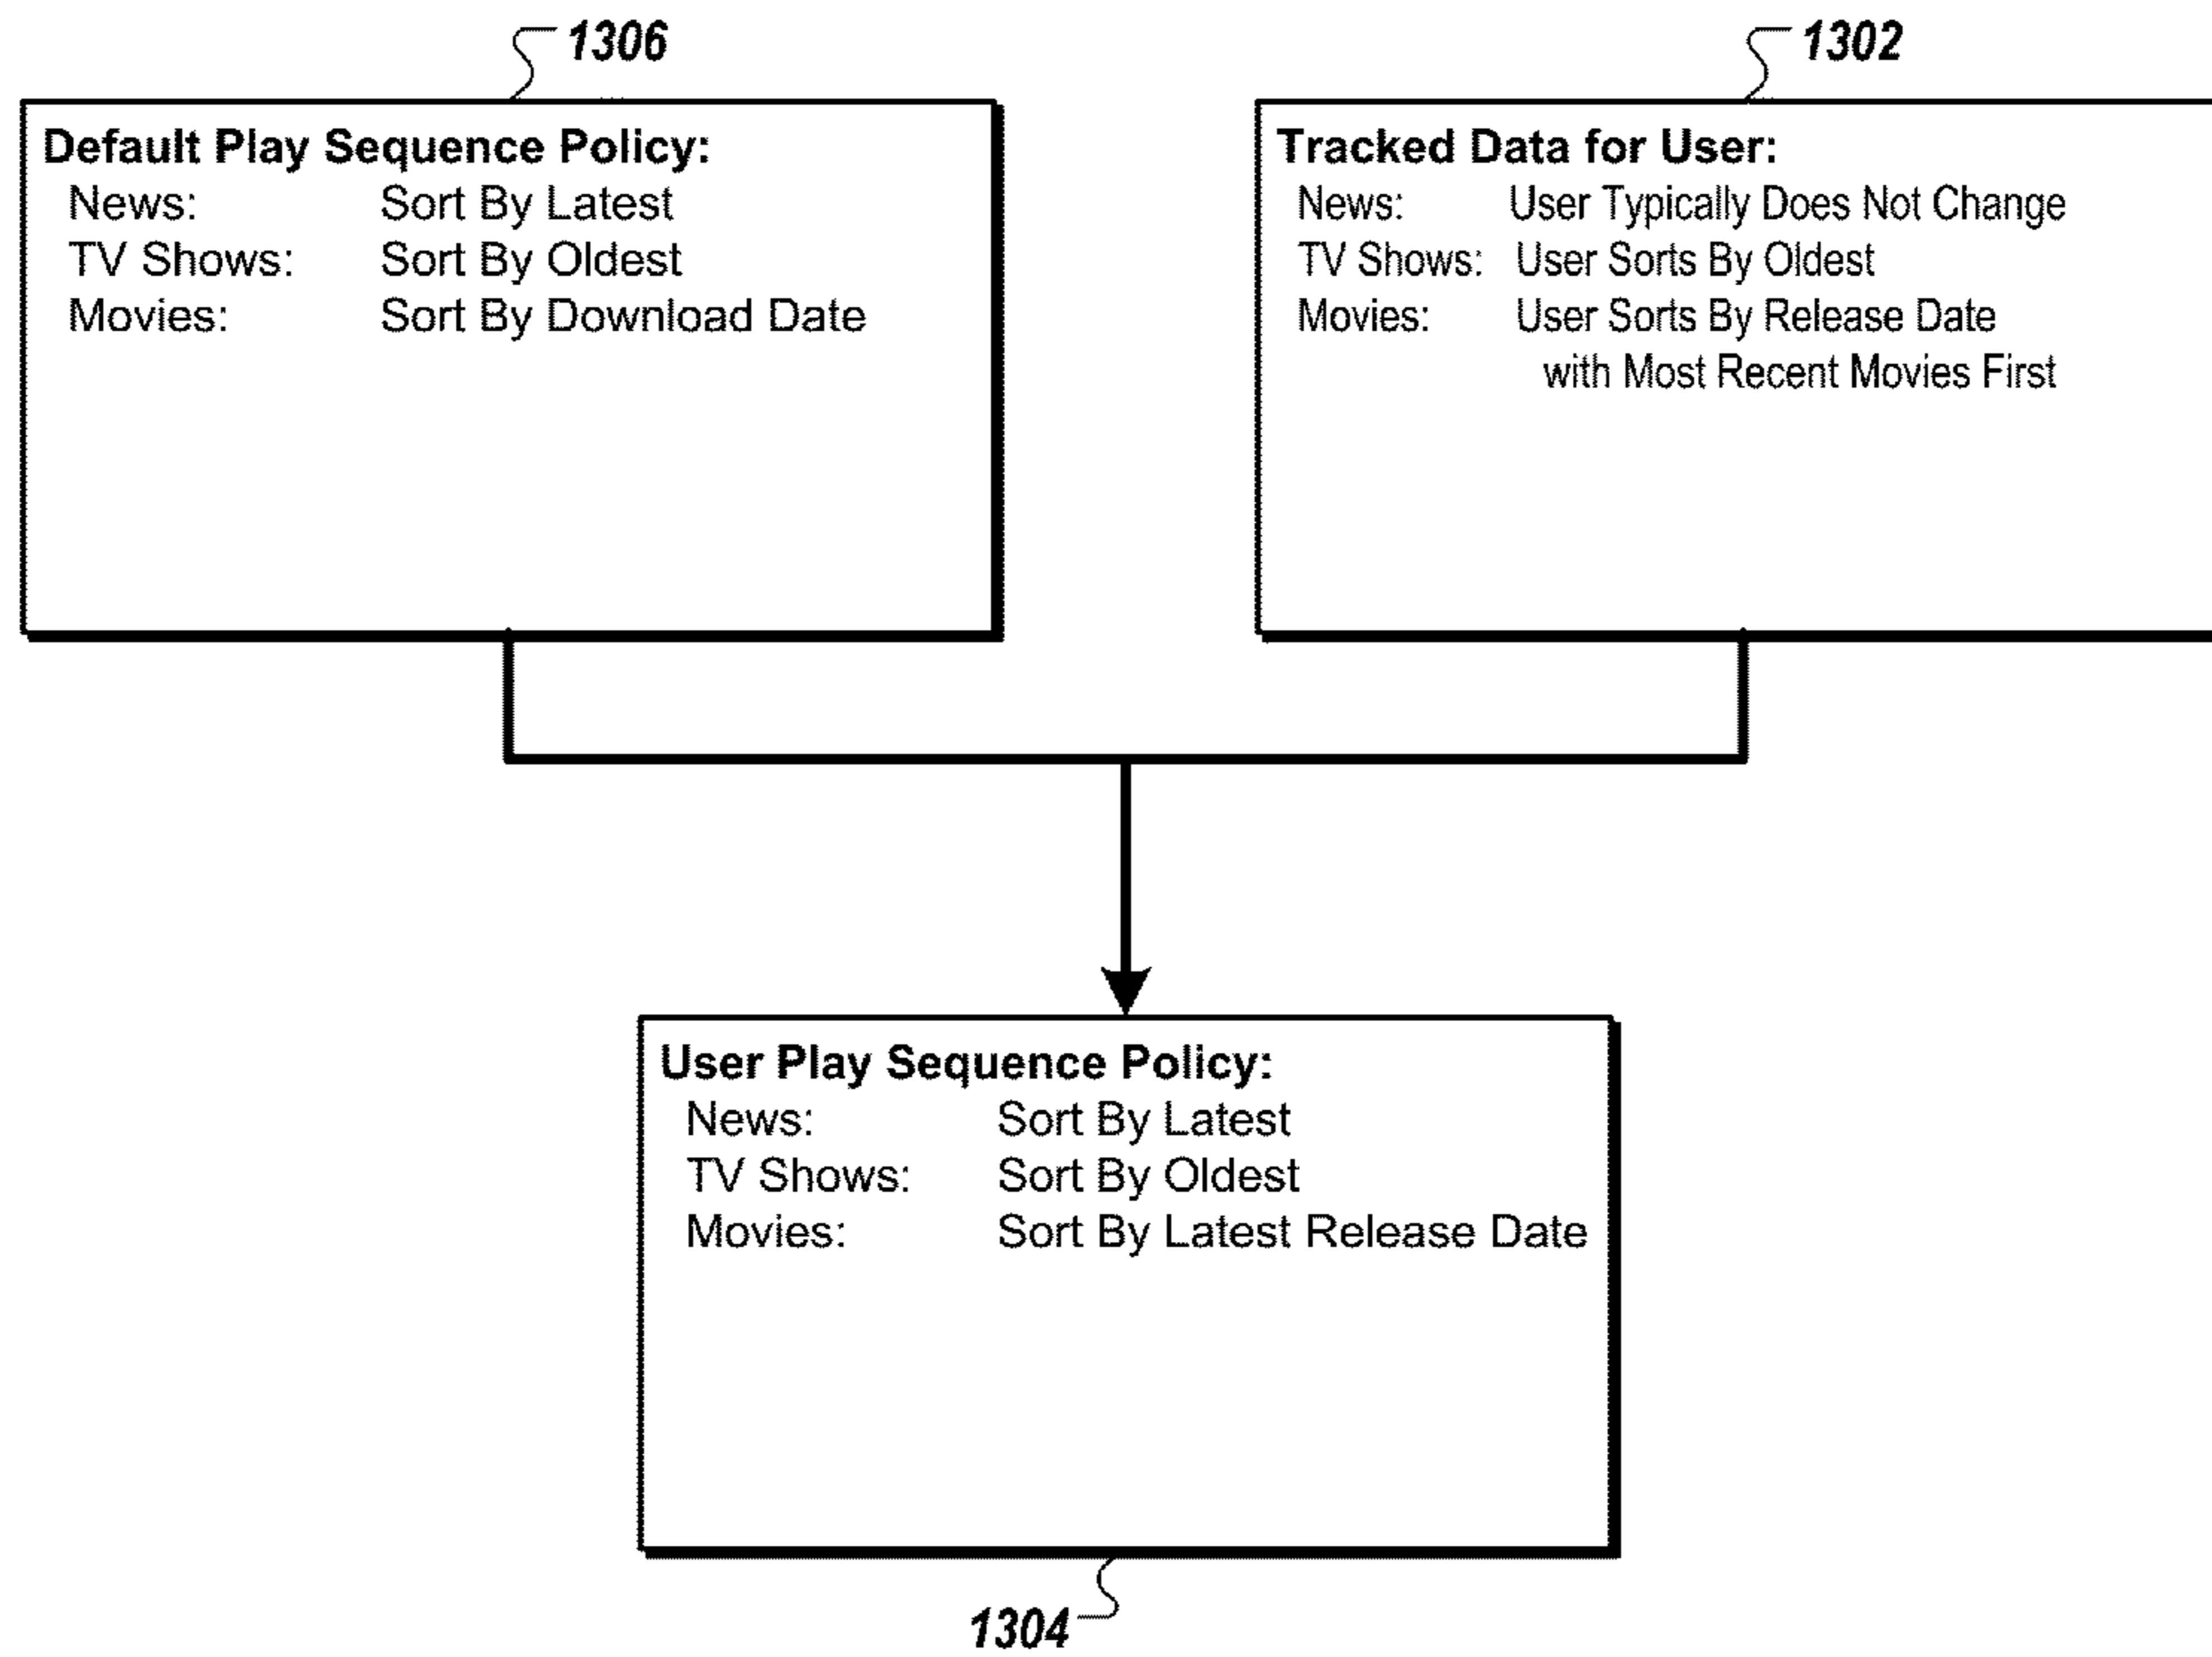 1306
Default Play Sequence Policy:
News: Sort By Latest
TV Shows: Sort By Oldest
Movies: Sort By Download Date
1302
Tracked Data for User:
News: User Typically Does Not Change
TV Shows: User Sorts By Oldest
Movies: User Sorts By Release Date
with Most Recent Movies First
User Play Sequence Policy:
News: Sort By Latest
TV Shows: Sort By Oldest
Movies: Sort By Latest Release Date
1304